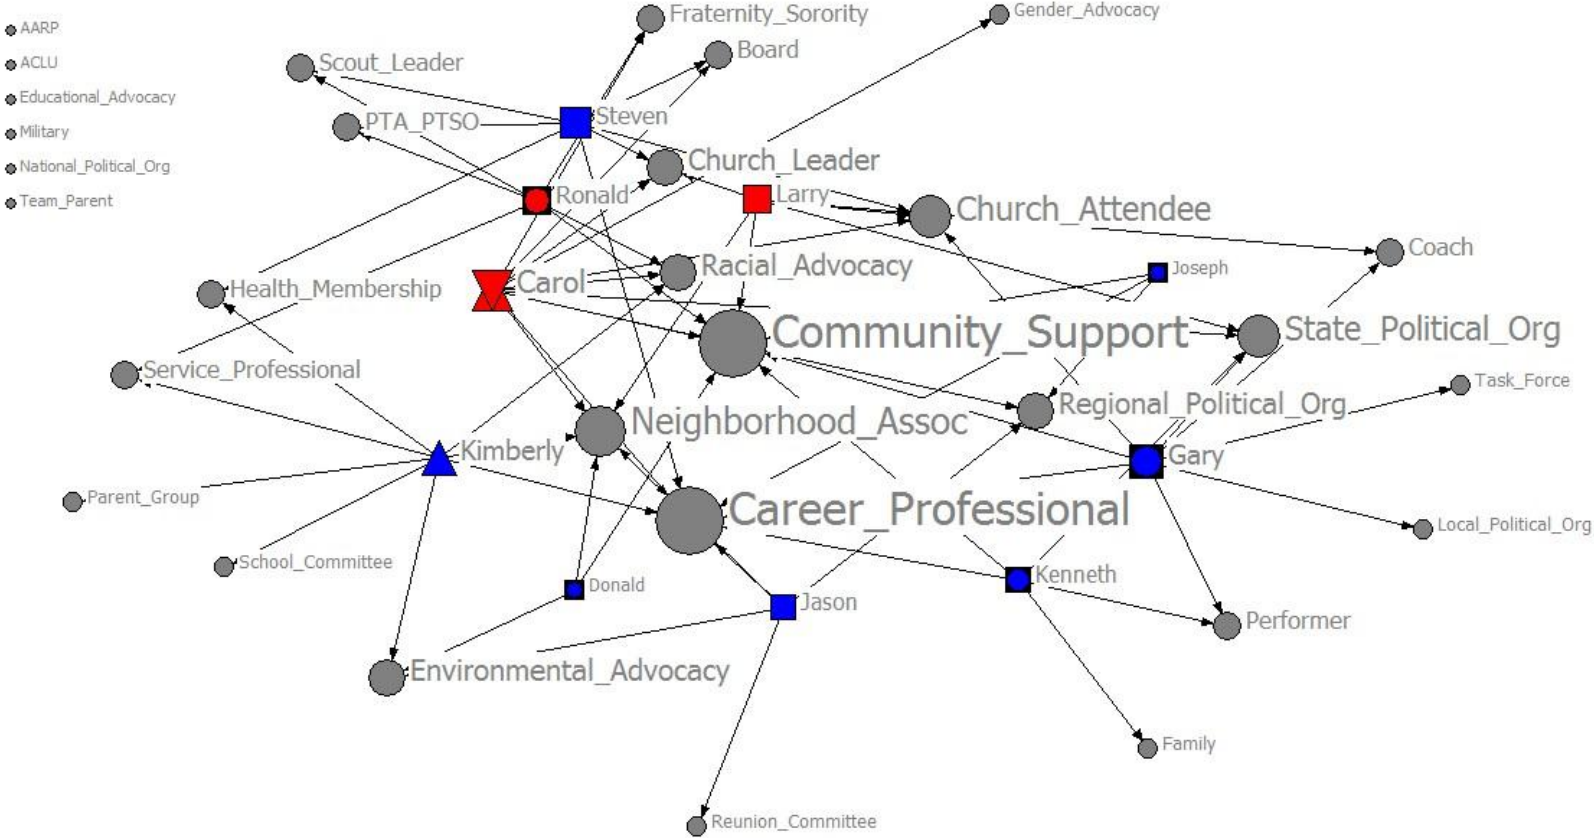 Fraternity_Sorority
Gender_Advocacy
AARP
Board
ACLU
Scout_Leader
Educational_Advocacy
Steven
PTA_PTSO
Military
Church_Leader
National_Political_Org
Ronald
Larry
Team_Parent
Church_Attendee
Coach
Racial_Advocacy
Joseph
Carol
Health_Membership
Community_Support
State_Political_Org
Service_Professional
Task_Force
Regional_Political_Org
Neighborhood_Assoc
Kimberly
Gary
Parent_Group
Career_Professional
Local_Political_Org
School_Committee
Kenneth
Donald
Jason
Performer
Environmental_Advocacy
Family
Reunion_Committee